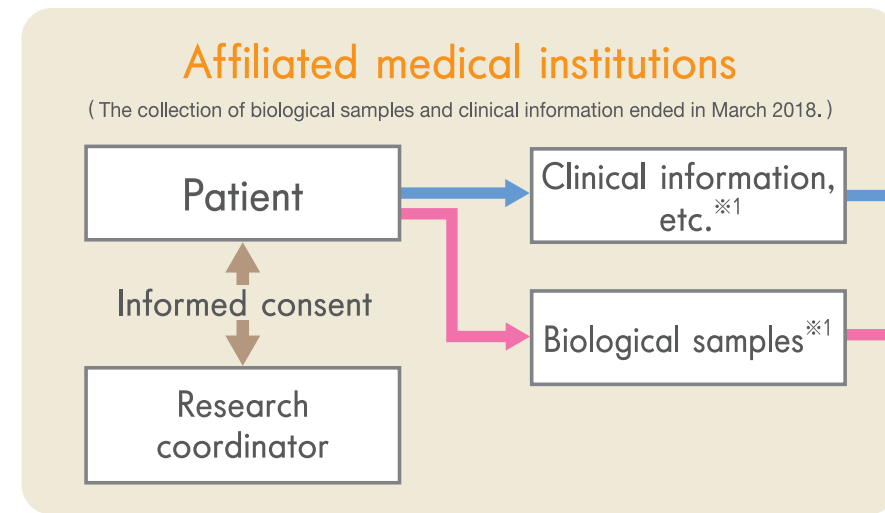 Affiliated medical institutions
( The collection of biological samples and clinical information ended in March 2018. )
Patient
Clinical information,
etc.※1
Informed consent
Biological samples※1
Research
coordinator